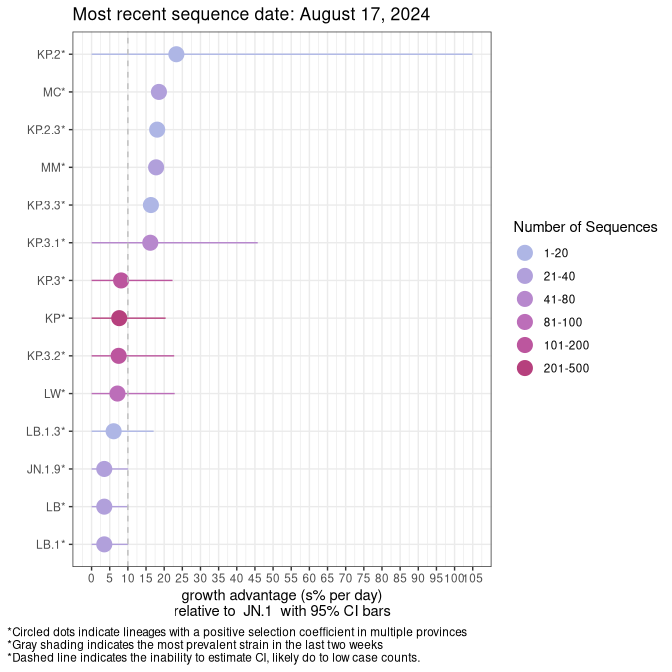 Most recent sequence date: August 17, 2024
KP.2*
MC*
KP.2.3*
MM*
KP.3.3*
KP.3.1*
KP.3*
KP*
KP.3.2*
LW*
LB.1.3*
JN.1.9*
LB*
LB.1*
0 5 10 15 20 25 30 35 40 45 50 55 60 65 70 75 80 85 90 95 100 105
growth advantage (s% per day)
relative to JN.1 with 95% CI bars
Number of Sequences
1-20
21-40
41-80
81-100
101-200
201-500
*Circled dots indicate lineages with a positive selection coefficient in multiple provinces
*Gray shading indicates the most prevalent strain in the last two weeks
*Dashed line indicates the inability to estimate CI, likely do to low case counts.